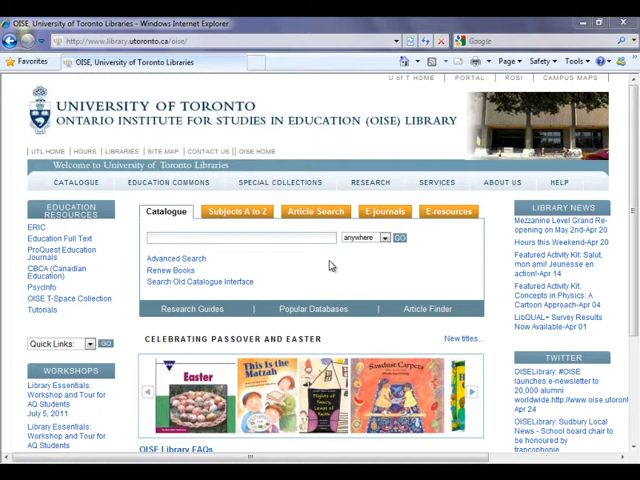 OISE, University of Toronto Libraries - Windows Internet Explorer
http://www.library.utoronto.ca/oise/
Google
Favorites
OISE, University of Toronto Libraries
Page
Safety
Tools
U of T HOME
PORTAL
ROSI
CAMPUS MAPS
UNIVERSITY OF TORONTO
ONTARIO INSTITUTE FOR STUDIES IN EDUCATION (OISE) LIBRARY
UTL HOME | HOURS | LIBRARIES | SITE MAP | CONTACT US | OISE HOME
Welcome to University of Toronto Libraries
CATALOGUE
EDUCATION COMMONS
SPECIAL COLLECTIONS
RESEARCH
SERVICES
ABOUT US
HELP
EDUCATION
RESOURCES
ERIC
Education Full Text
ProQuest Education
Journals
CBCA (Canadian
Education)
PsycInfo
OISE T-Space Collection
Tutorials
Quick Links:
GO
WORKSHOPS
Library Essentials:
Workshop and Tour for
AQ Students
July 5, 2011
Library Essentials:
Workshop and Tour for
AQ Students
Catalogue
Subjects A to Z
Article Search
E-journals
E-resources
anywhere
GO
Advanced Search
Renew Books
Search Old Catalogue Interface
Research Guides | Popular Databases | Article Finder
CELEBRATING PASSOVER AND EASTER
New titles...
Easter
This Is the
Matzah
Sawdust Carpets
OISE Library FAQs
LIBRARY NEWS
Mezzanine Level Grand Re-
opening on May 2nd-Apr 20
Hours this Weekend-Apr 20
Featured Activity Kit: Salut,
mon ami! Jeunesse en
action!-Apr 14
Featured Activity Kit:
Concepts in Physics: A
Cartoon Approach-Apr 04
LibQUAL+ Survey Results
Now Available-Apr 01
TWITTER
OISELibrary: #OISE
launches e-newsletter to
20,000 alumni
worldwide.http://www.oise.utoront
Apr 24
OISELibrary: Sudbury Local
News - School board chair to
be honoured by
francophonie